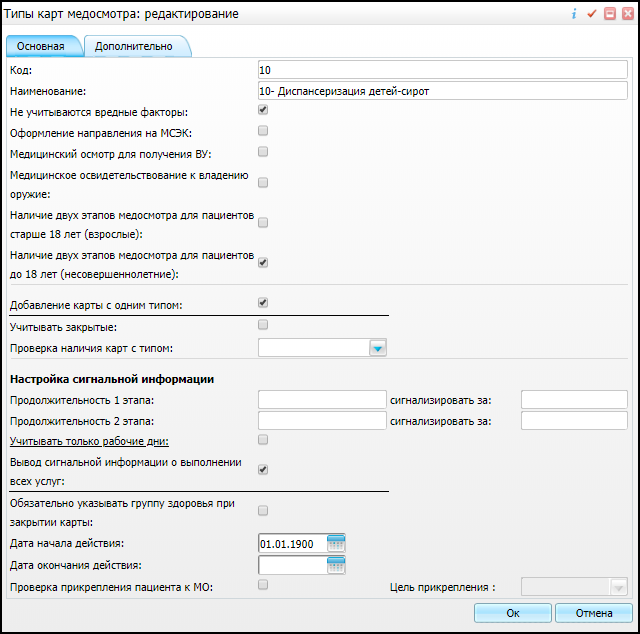 Типы карт медосмотра: редактирование
Основная
Дополнительно
Код:
10
Наименование:
10- Диспансеризация детей-сирот
Не учитываются вредные факторы:
Оформление направления на МСЭК:
Медицинский осмотр для получения ВУ:
Медицинское освидетельствование к владению
оружие:
Наличие двух этапов медосмотра для пациентов
старше 18 лет (взрослые):
Наличие двух этапов медосмотра для пациентов
до 18 лет (несовершеннолетние):
Добавление карты с одним типом:
Учитывать закрытые:
Проверка наличия карт с типом:
Настройка сигнальной информации
Продолжительность 1 этапа:
сигнализировать за:
Продолжительность 2 этапа:
сигнализировать за:
Учитывать только рабочие дни:
Вывод сигнальной информации о выполнении
всех услуг:
Обязательно указывать группу здоровья при
закрытии карты:
Дата начала действия:
01.01.1900
Дата окончания действия:
Проверка прикрепления пациента к МО:
Цель прикрепления :
Ок
Отмена